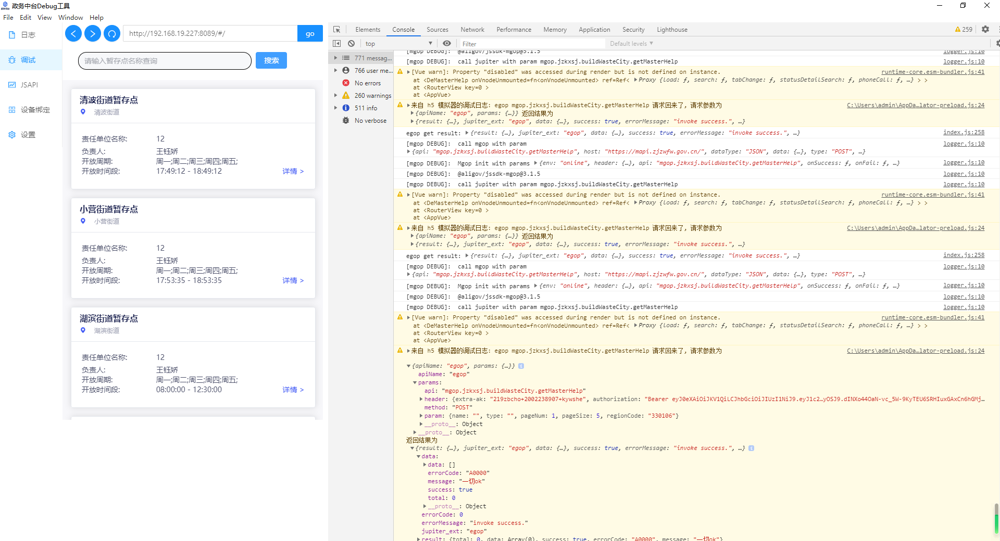 政务中台Debug工具
File Edit View Window Help
日志
调试
JSAPI
设备绑定
设置
http://192.168.19.227:8089/#/
go
请输入暂存点名称查询
搜索
清波街道暂存点
清波街道
责任单位名称: 12
负责人: 王钰娇
开放周期: 周一;周二;周三;周四;周五;
开放时间段: 17:49:12 - 18:49:12 详情 >
小营街道暂存点
小营街道
责任单位名称: 12
负责人: 王钰娇
开放周期: 周一;周二;周三;周四;周五;
开放时间段: 17:53:35 - 18:53:35 详情 >
湖滨街道暂存点
湖滨街道
责任单位名称: 12
负责人: 王钰娇
开放周期: 周一;周二;周三;周四;周五;
开放时间段: 08:00:00 - 12:30:00 详情 >
Elements Console Sources Network Performance Memory Application Security Lighthouse 259
top Filter Default levels
771 messag...
766 user me...
No errors
260 warnings
511 info
No verbose
[mgop DEBUG]: @aligov/jssdk-mgop@3.1.5 logger.js:10
[mgop DEBUG]: call jupiter with param mgop.jzkxsj.buildWasteCity.getMasterHelp logger.js:10
[Vue warn]: Property "disabled" was accessed during render but is not defined on instance. runtime-core.esm-bundler.js:41
at <DeMasterHelp onVnodeUnmounted=fn<onVnodeUnmounted> ref=Ref< Proxy {load: ƒ, search: ƒ, tabChange: ƒ, statusDetailSearch: ƒ, phoneCall: ƒ, …} > >
at <RouterView key=0 >
at <AppVue>
来自 h5 模拟器的调试日志: egop mgop.jzkxsj.buildWasteCity.getMasterHelp 请求回来了, 请求参数为 C:\Users\admin\AppDa…lator-preload.js:24
{apiName: "egop", params: {…}} 返回结果为
{result: {…}, jupiter_ext: "egop", data: {…}, success: true, errorMessage: "invoke success.", …}
egop get result: {result: {…}, jupiter_ext: "egop", data: {…}, success: true, errorMessage: "invoke success.", …} index.js:258
[mgop DEBUG]: call mgop with param logger.js:10
{api: "mgop.jzkxsj.buildWasteCity.getMasterHelp", host: "https://mapi.zjzwfw.gov.cn/", dataType: "JSON", data: {…}, type: "POST", …}
[mgop DEBUG]: Mgop init with params {env: "online", header: {…}, api: "mgop.jzkxsj.buildWasteCity.getMasterHelp", onSuccess: ƒ, onFail: ƒ, …} logger.js:10
[mgop DEBUG]: @aligov/jssdk-mgop@3.1.5 logger.js:10
[mgop DEBUG]: call jupiter with param mgop.jzkxsj.buildWasteCity.getMasterHelp logger.js:10
[Vue warn]: Property "disabled" was accessed during render but is not defined on instance. runtime-core.esm-bundler.js:41
at <DeMasterHelp onVnodeUnmounted=fn<onVnodeUnmounted> ref=Ref< Proxy {load: ƒ, search: ƒ, tabChange: ƒ, statusDetailSearch: ƒ, phoneCall: ƒ, …} > >
at <RouterView key=0 >
at <AppVue>
来自 h5 模拟器的调试日志: egop mgop.jzkxsj.buildWasteCity.getMasterHelp 请求回来了, 请求参数为 C:\Users\admin\AppDa…lator-preload.js:24
{apiName: "egop", params: {…}} 返回结果为
{result: {…}, jupiter_ext: "egop", data: {…}, success: true, errorMessage: "invoke success.", …}
egop get result: {result: {…}, jupiter_ext: "egop", data: {…}, success: true, errorMessage: "invoke success.", …} index.js:258
[mgop DEBUG]: call mgop with param logger.js:10
{api: "mgop.jzkxsj.buildWasteCity.getMasterHelp", host: "https://mapi.zjzwfw.gov.cn/", dataType: "JSON", data: {…}, type: "POST", …}
[mgop DEBUG]: Mgop init with params {env: "online", header: {…}, api: "mgop.jzkxsj.buildWasteCity.getMasterHelp", onSuccess: ƒ, onFail: ƒ, …} logger.js:10
[mgop DEBUG]: @aligov/jssdk-mgop@3.1.5 logger.js:10
[mgop DEBUG]: call jupiter with param mgop.jzkxsj.buildWasteCity.getMasterHelp logger.js:10
[Vue warn]: Property "disabled" was accessed during render but is not defined on instance. runtime-core.esm-bundler.js:41
at <DeMasterHelp onVnodeUnmounted=fn<onVnodeUnmounted> ref=Ref< Proxy {load: ƒ, search: ƒ, tabChange: ƒ, statusDetailSearch: ƒ, phoneCall: ƒ, …} > >
at <RouterView key=0 >
at <AppVue>
来自 h5 模拟器的调试日志: egop mgop.jzkxsj.buildWasteCity.getMasterHelp 请求回来了, 请求参数为 C:\Users\admin\AppDa…lator-preload.js:24
{apiName: "egop", params: {…}}
apiName: "egop"
params:
api: "mgop.jzkxsj.buildWasteCity.getMasterHelp"
header: {extra-ak: "219zbcho+2002238907+kywshe", authorization: "Bearer eyJ0eXAiOiJKV1QiLCJhbGciOiJIUzI1NiJ9.eyJ1c2…yOSJ9.dINXo44OaN-vc_5W-9KyTEU6SRHIuxGAxCn6hGMj…
method: "POST"
param: {name: "", type: "", pageNum: 1, pageSize: 5, regionCode: "330106"}
__proto__: Object
__proto__: Object
返回结果为
{result: {…}, jupiter_ext: "egop", data: {…}, success: true, errorMessage: "invoke success.", …}
data:
data: []
errorCode: "A0000"
message: "一切ok"
success: true
total: 0
__proto__: Object
errorCode: 0
errorMessage: "invoke success."
jupiter_ext: "egop"
result: {total: 0, data: Array(0), success: true, errorCode: "A0000", message: "一切ok"}